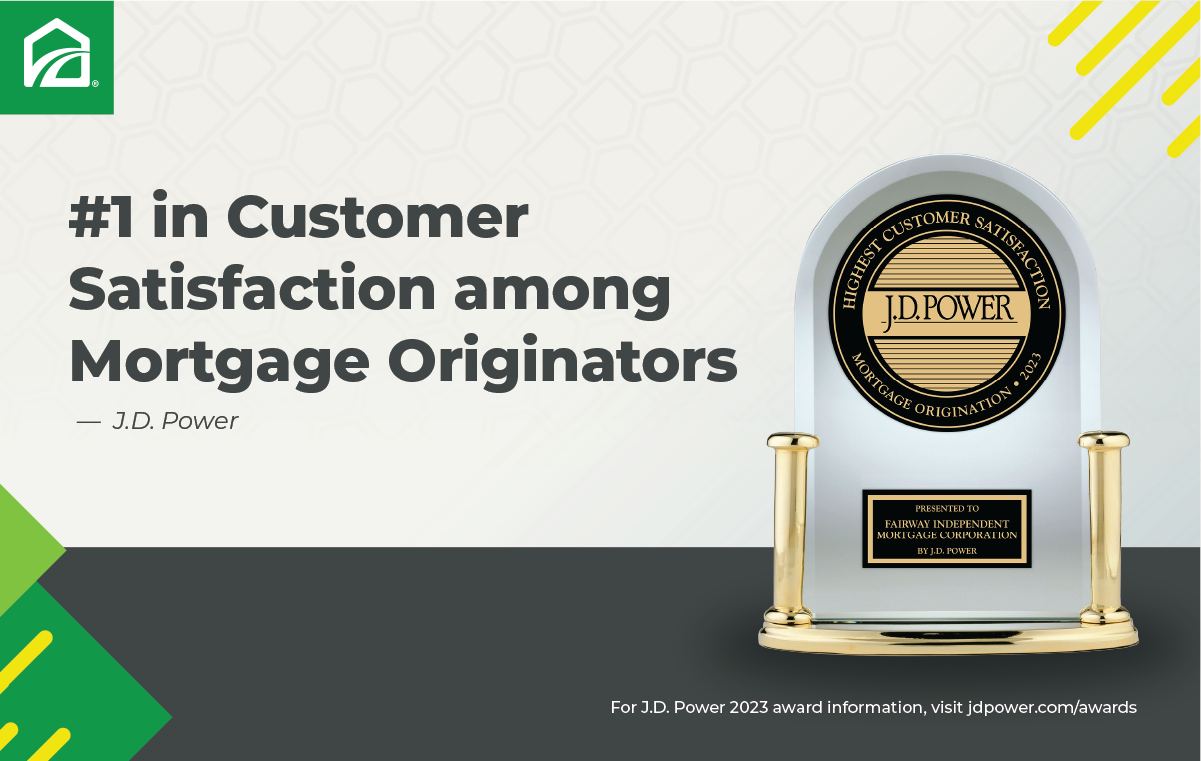 #1 in Customer
Satisfaction among
Mortgage Originators
— J.D. Power
HIGHEST CUSTOMER SATISFACTION
J.D. POWER
MORTGAGE ORIGINATION • 2023
PRESENTED TO
FAIRWAY INDEPENDENT
MORTGAGE CORPORATION
BY J.D. POWER
For J.D. Power 2023 award information, visit jdpower.com/awards
®